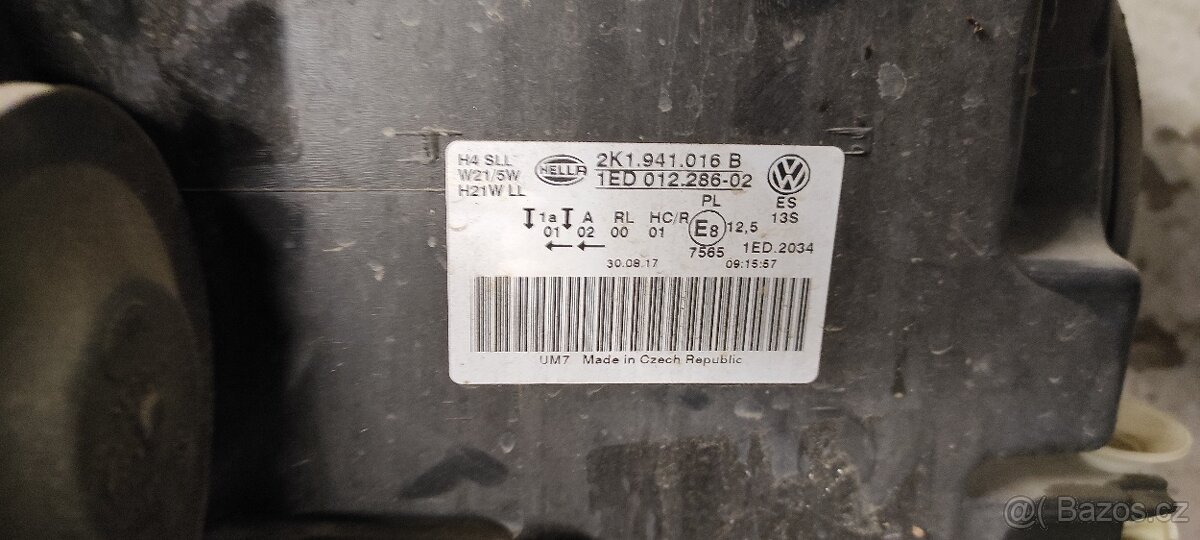 H4 SLL
W21/5W
H21W LL
HELLA
2K1.941.016 B
1ED 012.286-02
VW
PL
ES
13S
1a A RL HC/R
01 02 00 01
E8
12,5
7565
1ED.2034
30.08.17 09:15:57
UM7 Made in Czech Republic
@( Bazos.cz